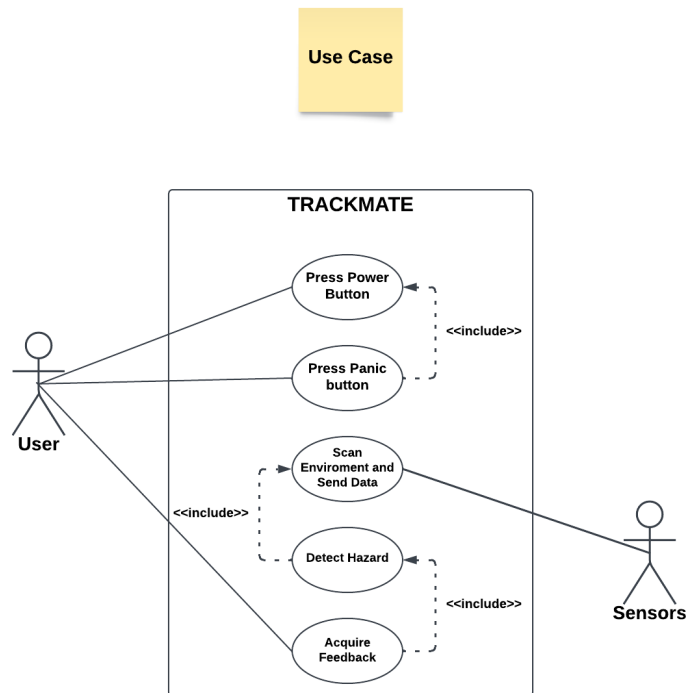 Use Case
TRACKMATE
Press Power
Button
<<include>>
Press Panic
button
User
Scan
Enviroment and
Send Data
<<include>>
Detect Hazard
<<include>>
Sensors
Acquire
Feedback